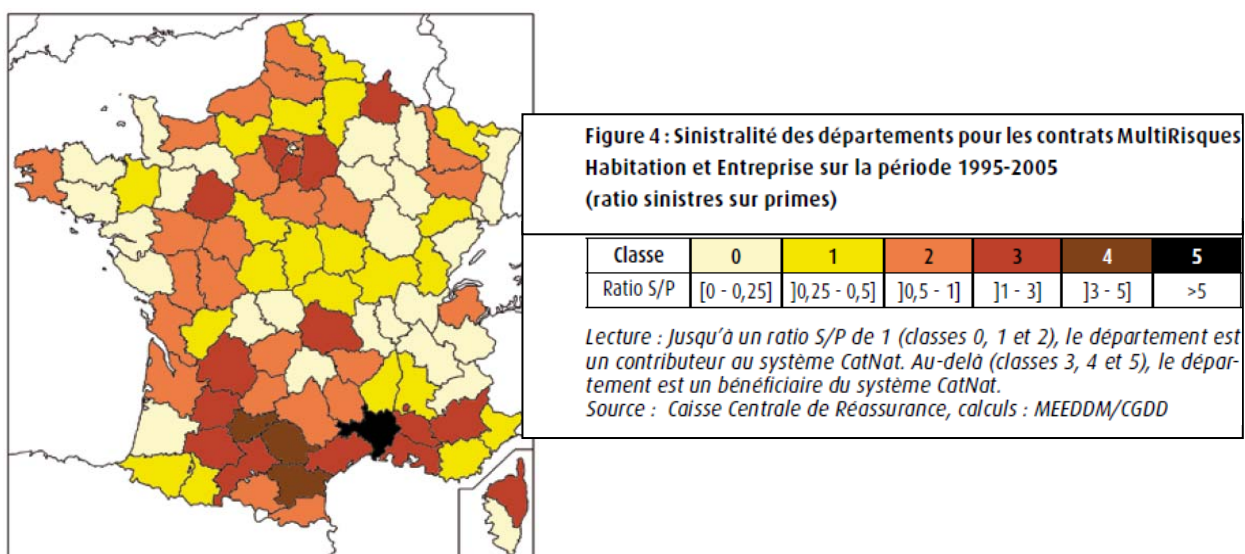 Figure 4 : Sinistralité des départements pour les contrats MultiRisques
Habitation et Entreprise sur la période 1995-2005
(ratio sinistres sur primes)
Classe 0 1 2 3 4 5
Ratio S/P [0 - 0,25] ]0,25 - 0,5] ]0,5 - 1] ]1 - 3] ]3 - 5] >5
Lecture : Jusqu'à un ratio S/P de 1 (classes 0, 1 et 2), le département est
un contributeur au système CatNat. Au-delà (classes 3, 4 et 5), le dépar-
tement est un bénéficiaire du système CatNat.
Source : Caisse Centrale de Réassurance, calculs : MEEDDM/CGDD